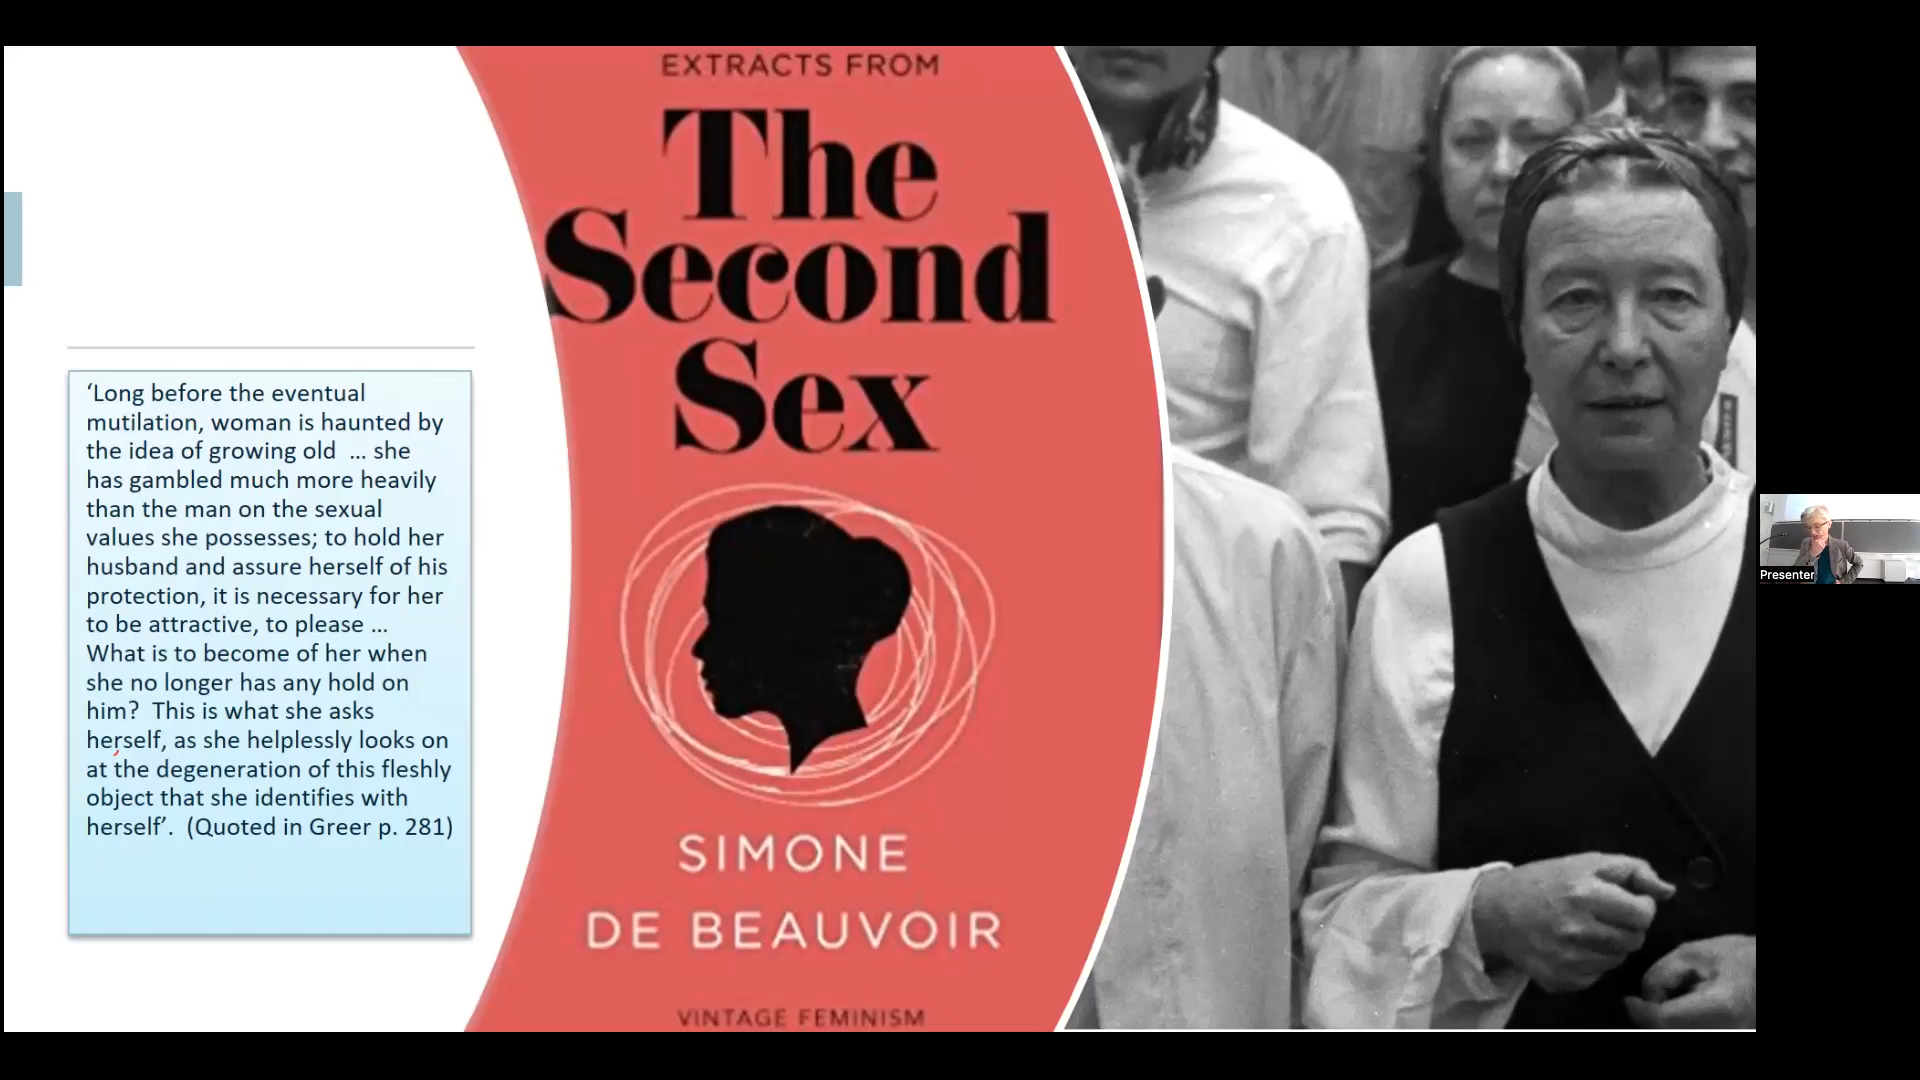 ‘Long before the eventual
mutilation, woman is haunted by
the idea of growing old  ... she
has gambled much more heavily
than the man on the sexual
values she possesses; to hold her
husband and assure herself of his
protection, it is necessary for her
to be attractive, to please ...
What is to become of her when
she no longer has any hold on
him?  This is what she asks
herself, as she helplessly looks on
at the degeneration of this fleshly
object that she identifies with
herself’.  (Quoted in Greer p. 281)
EXTRACTS FROM
The
Second
Sex
SIMONE
DE BEAUVOIR
VINTAGE FEMINISM
Presenter